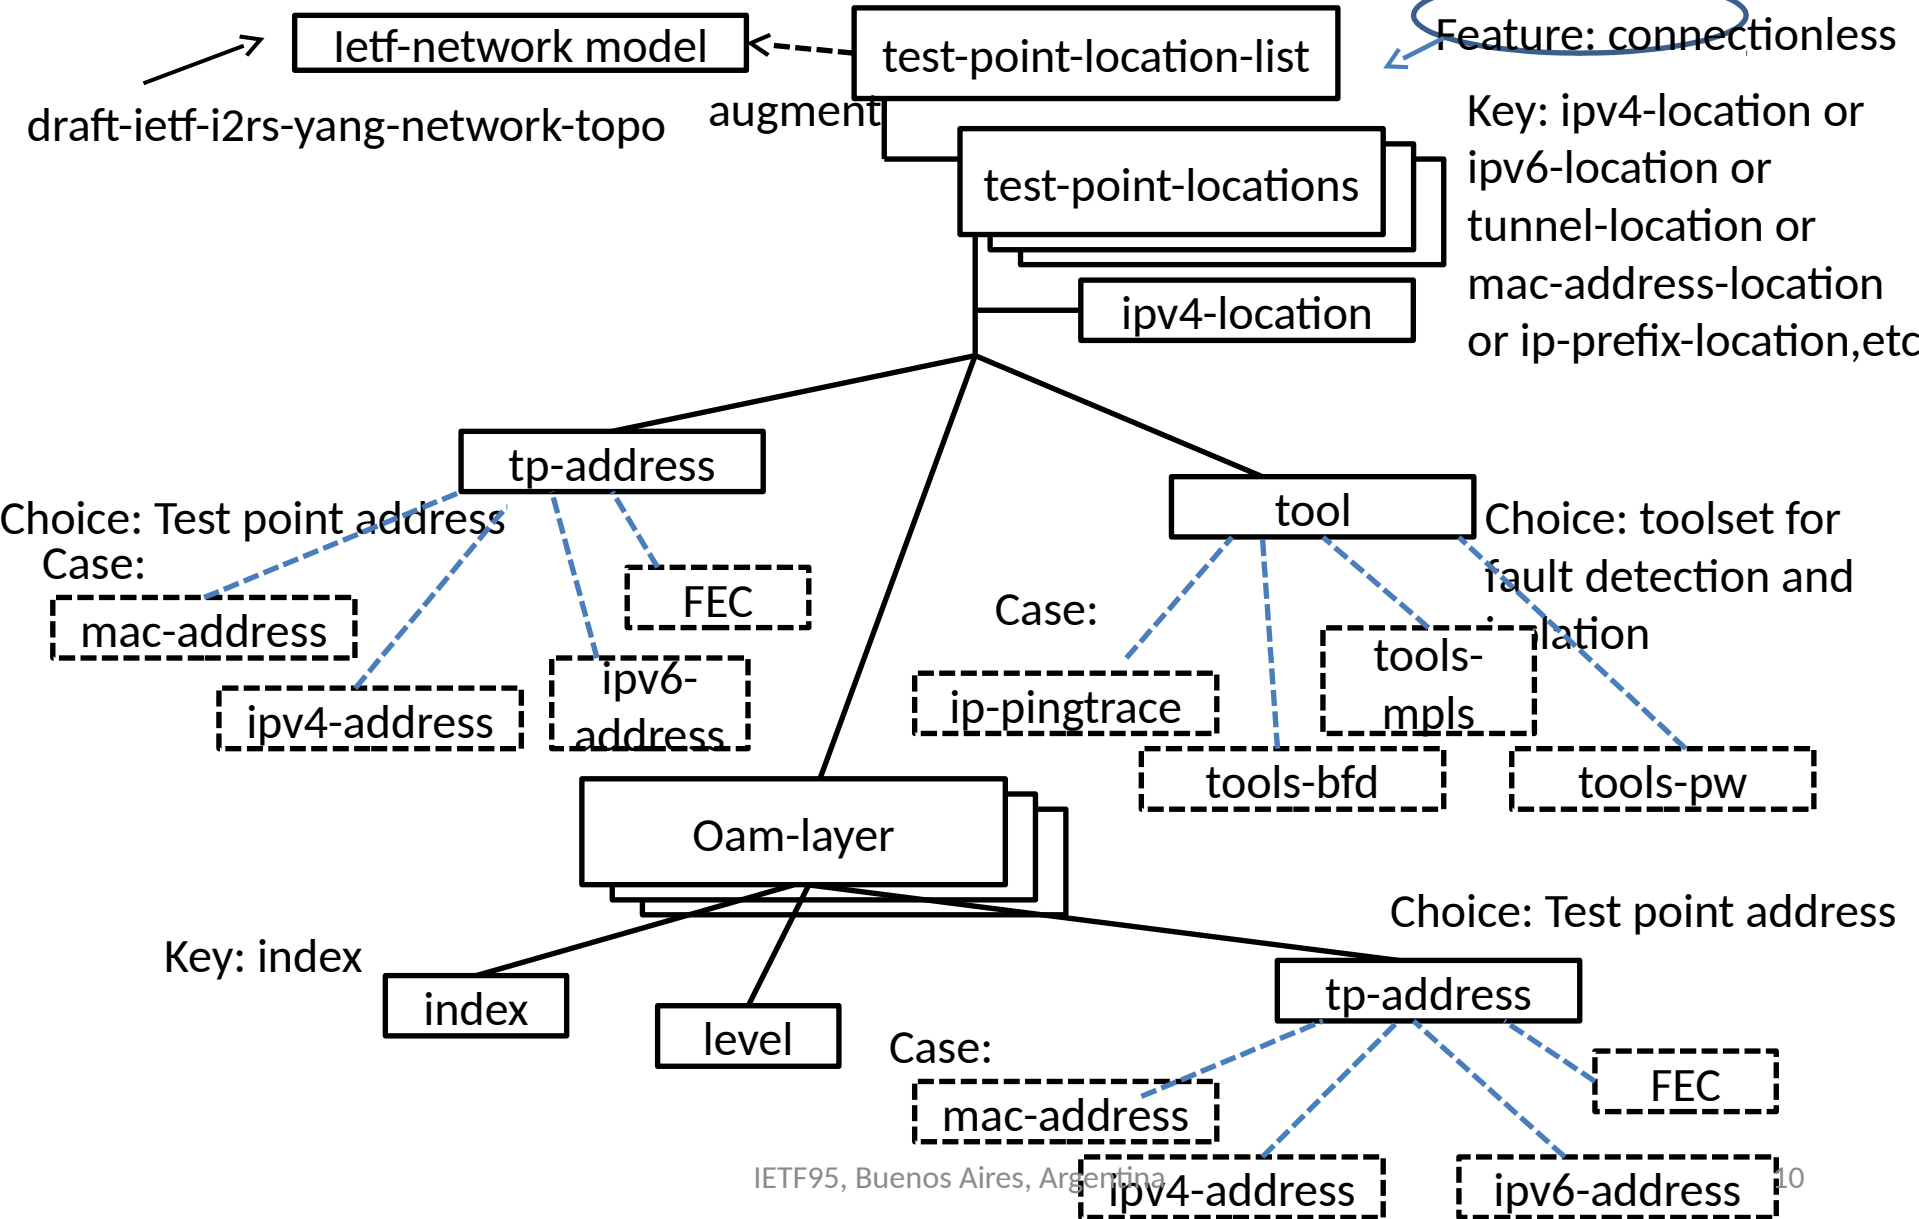 Ietf-network model
test-point-location-list
Feature: connectionless
draft-ietf-i2rs-yang-network-topo
augment
Key: ipv4-location or
ipv6-location or
tunnel-location or
mac-address-location
or ip-prefix-location,etc
test-point-locations
ipv4-location
tp-address
tool
Choice: Test point address
Case:
Choice: toolset for
fault detection and
lation
mac-address
ipv4-address
ipv6-
address
FEC
Case:
ip-pingtrace
tools-bfd
tools-
mpls
tools-pw
Oam-layer
Key: index
index
level
Choice: Test point address
tp-address
Case:
mac-address
FEC
ipv4-address
ipv6-address
IETF95, Buenos Aires, Argentina
10